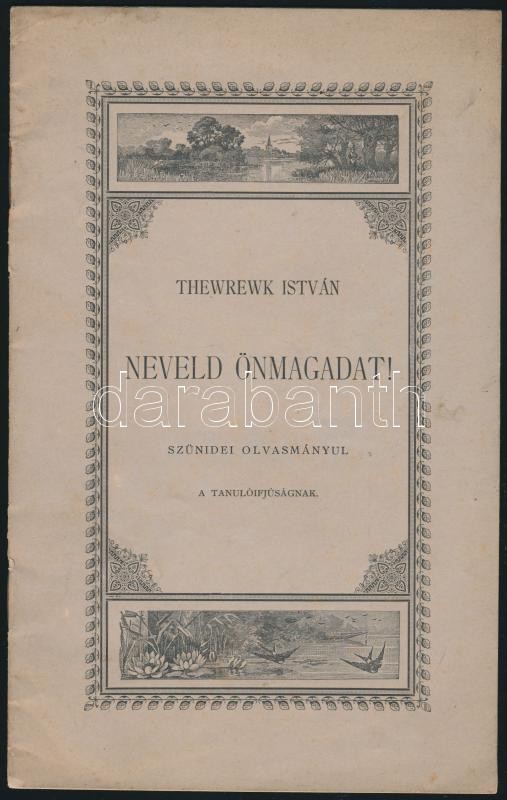 THEWREWK ISTVÁN
NEVELD ÖNMAGADAT!
darabanth
SZÜNIDEI OLVASMÁNYUL
A TANULÓIFJÚSÁGNAK.